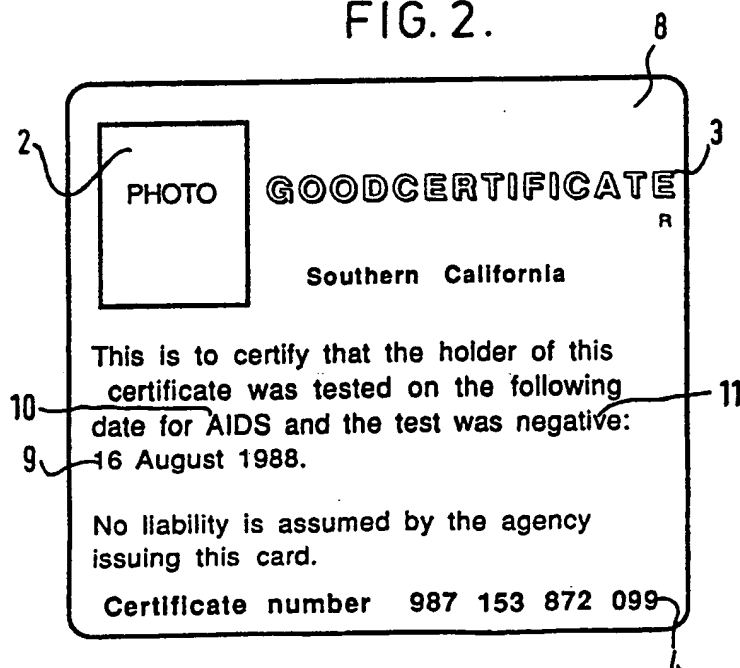 FIG. 2.
8
2
3
PHOTO
GOODCERTIFICATE
R
Southern California
This is to certify that the holder of this
certificate was tested on the following
10
11
date for AIDS and the test was negative:
9
16 August 1988.
No liability is assumed by the agency
issuing this card.
Certificate number 987 153 872 099